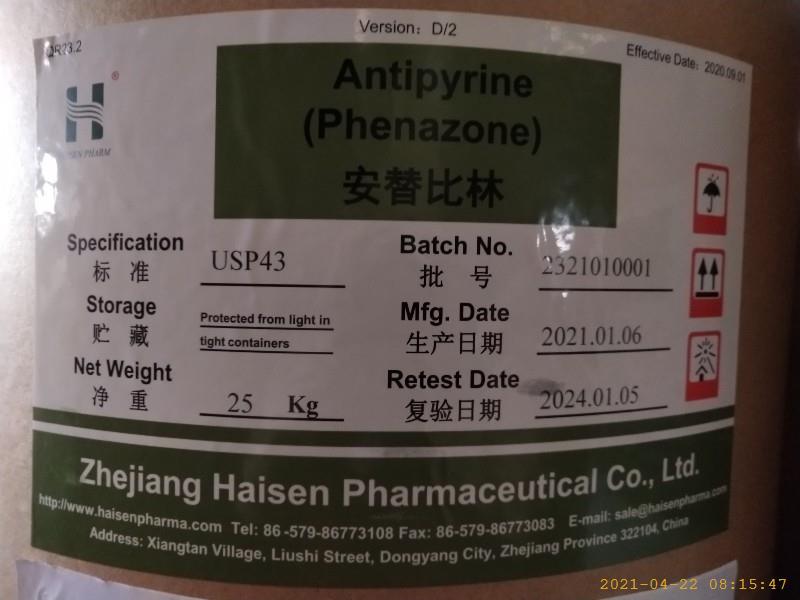 QR23.2
Version: D/2
Effective Date: 2020.09.01
Antipyrine
(Phenazone)
安替比林
H ®
PHARM
Specification USP43
标 准
Storage Protected from light in
贮 藏 tight containers
Net Weight
净 重 25 Kg
Batch No. 2321010001
批 号
Mfg. Date
生产日期 2021.01.06
Retest Date
复验日期 2024.01.05
Zhejiang Haisen Pharmaceutical Co., Ltd.
http://www.haisenpharma.com Tel: 86-579-86773108 Fax: 86-579-86773083 E-mail: sale@haisenpharma.com
Address: Xiangtan Village, Liushi Street, Dongyang City, Zhejiang Province 322104, China
2021-04-22 08:15:47